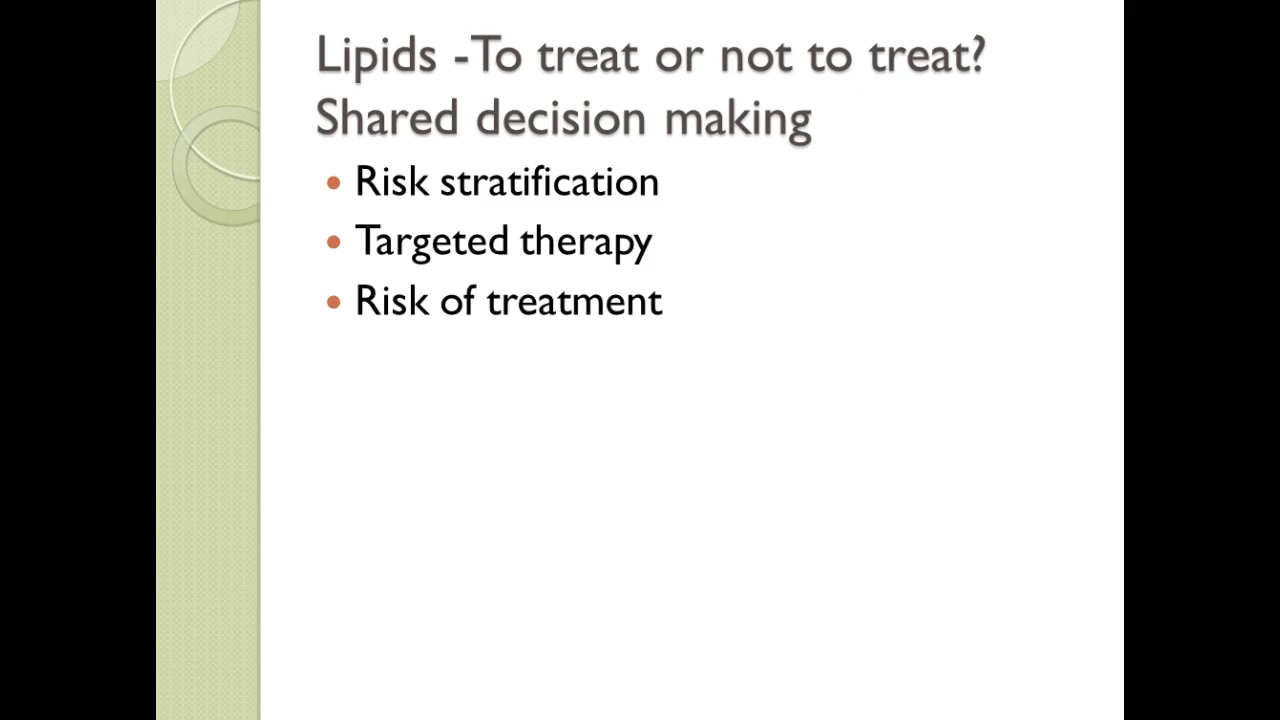 Lipids -To treat or not to treat?
Shared decision making
• Risk stratification
• Targeted therapy
• Risk of treatment